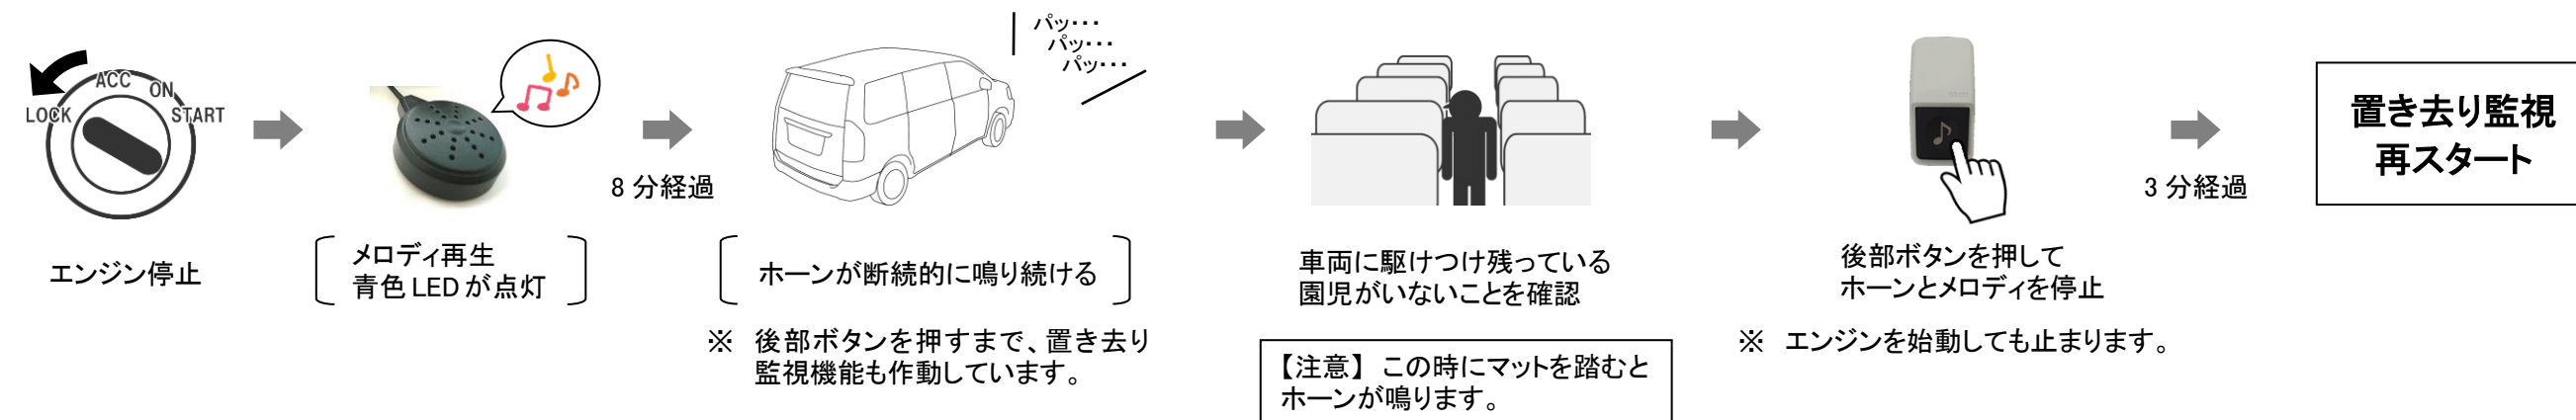 パッ・・・
パッ・・・
パッ・・・
ACC
ON
LOCK
START
8 分経過
3 分経過
置き去り監視
再スタート
エンジン停止
メロディ再生
青色 LED が点灯
ホーンが断続的に鳴り続ける
※ 後部ボタンを押すまで、置き去り
監視機能も作動しています。
車両に駆けつけ残っている
園児がいないことを確認
【注意】 この時にマットを踏むと
ホーンが鳴ります。
後部ボタンを押して
ホーンとメロディを停止
※ エンジンを始動しても止まります。